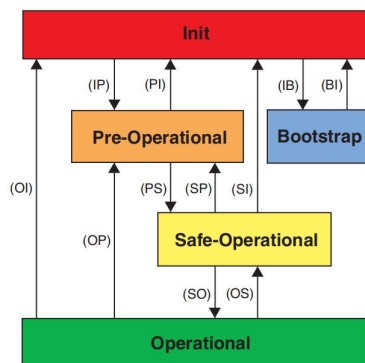 Init
(IP)
(PI)
(IB)
(BI)
Pre-Operational
Bootstrap
(OI)
(PS)
(SP)
(SI)
(OP)
Safe-Operational
(SO)
(OS)
Operational